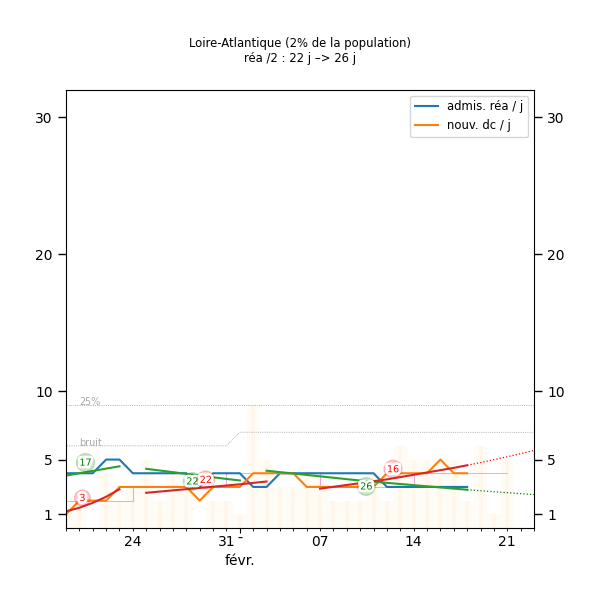 Loire-Atlantique (2% de la population)
réa /2 : 22 j –> 26 j
admis. réa / j
nouv. dc / j
30 30
20 20
10 10
25%
bruit
5 5
17
3
22 22
26
16
1 1
24 31 07 14 21
févr.